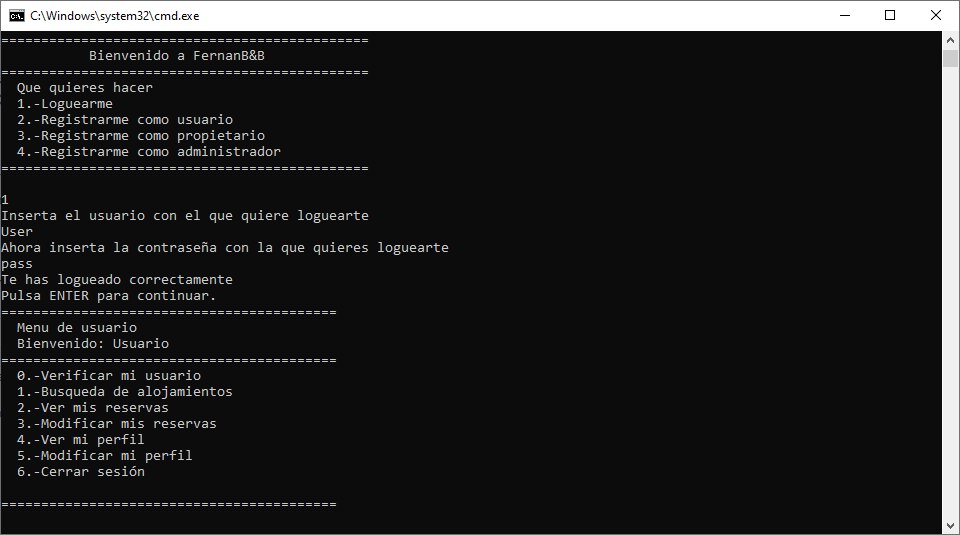 C:\Windows\system32\cmd.exe
==============================================
Bienvenido a FernanB&B
==============================================
Que quieres hacer
1.-Loguearme
2.-Registrarme como usuario
3.-Registrarme como propietario
4.-Registrarme como administrador
==============================================
1
Inserta el usuario con el que quiere loguearte
User
Ahora inserta la contraseña con la que quieres loguearte
pass
Te has logueado correctamente
Pulsa ENTER para continuar.
==========================================
Menu de usuario
Bienvenido: Usuario
==========================================
0.-Verificar mi usuario
1.-Busqueda de alojamientos
2.-Ver mis reservas
3.-Modificar mis reservas
4.-Ver mi perfil
5.-Modificar mi perfil
6.-Cerrar sesión
==========================================